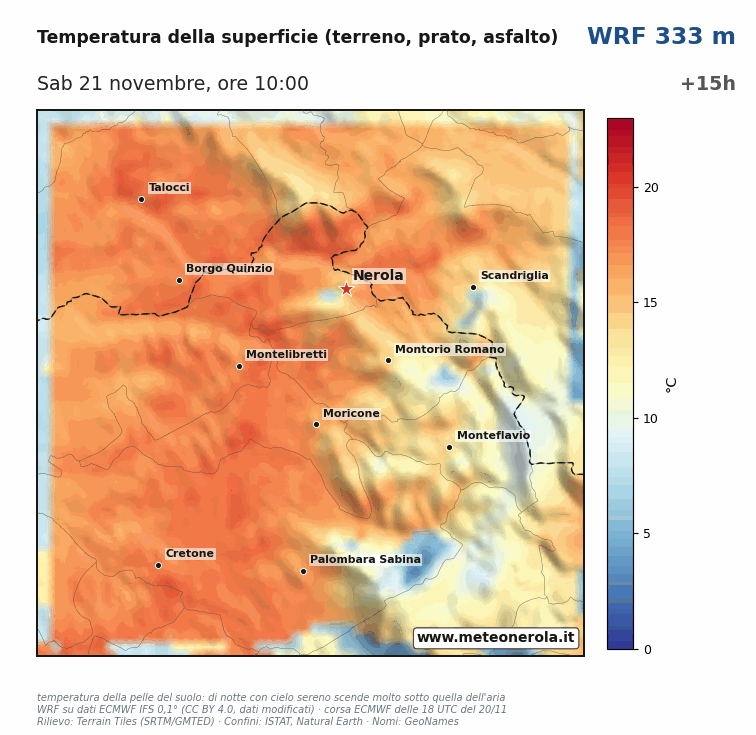 Temperatura della superficie (terreno, prato, asfalto) WRF 333 m
Sab 21 novembre, ore 10:00 +15h
Talocci
Borgo Quinzio
Nerola
Scandriglia
Montelibretti
Montorio Romano
Moricone
Monteflavio
Cretone
Palombara Sabina
www.meteonerola.it
20
15
10
5
0
°C
temperatura della pelle del suolo: di notte con cielo sereno scende molto sotto quella dell'aria
WRF su dati ECMWF IFS 0,1° (CC BY 4.0, dati modificati) · corsa ECMWF delle 18 UTC del 20/11
Rilievo: Terrain Tiles (SRTM/GMTED) · Confini: ISTAT, Natural Earth · Nomi: GeoNames